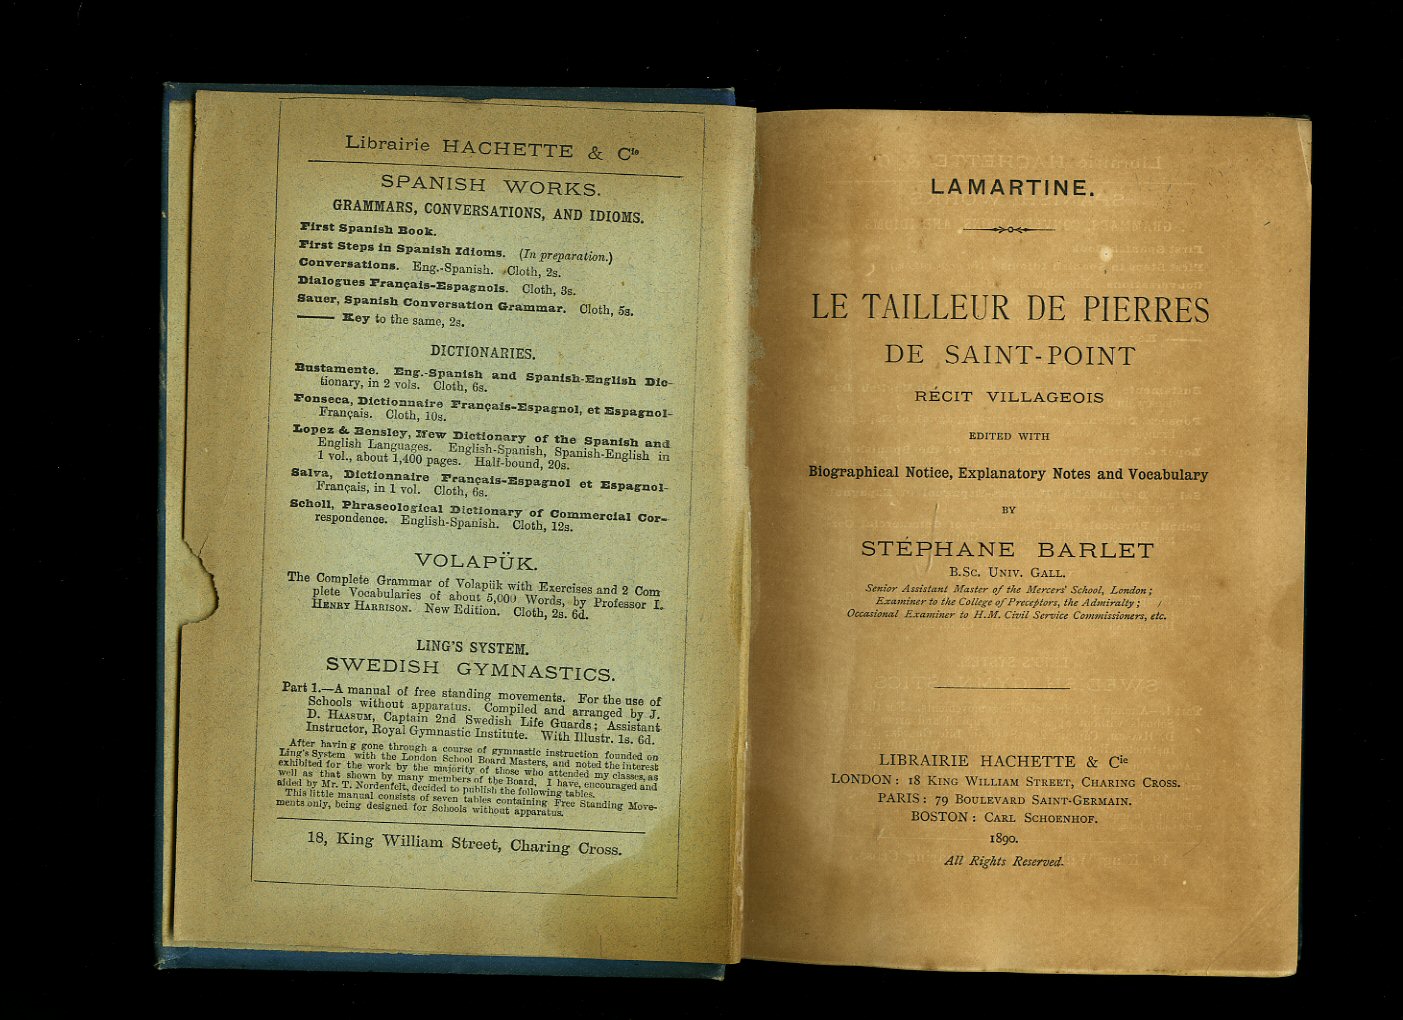 Librairie HACHETTE & Cie
SPANISH WORKS.
GRAMMARS, CONVERSATIONS, AND IDIOMS.
First Spanish Book.
First Steps in Spanish Idioms. (In preparation.)
Conversations. Eng.-Spanish. Cloth, 2s.
Dialogues Français-Espagnols. Cloth, 3s.
Sauer, Spanish Conversation Grammar. Cloth, 5s.
—— Key to the same, 2s.
DICTIONARIES.
Bustamente. Eng.-Spanish and Spanish-English Dic-
tionary, in 2 vols. Cloth, 6s.
Fonseca, Dictionnaire Français-Espagnol, et Espagnol-
Français. Cloth, 10s.
Lopez & Bensley, New Dictionary of the Spanish and
English Languages. English-Spanish, Spanish-English in
1 vol., about 1,400 pages. Half-bound, 20s.
Salva, Dictionnaire Français-Espagnol et Espagnol-
Français, in 1 vol. Cloth, 6s.
Scholl, Phraseological Dictionary of Commercial Cor-
respondence. English-Spanish. Cloth, 12s.
VOLAPÜK.
The Complete Grammar of Volapük with Exercises and 2 Com
plete Vocabularies of about 5,000 Words, by Professor I.
HENRY HARRISON. New Edition. Cloth, 2s. 6d.
LING'S SYSTEM.
SWEDISH GYMNASTICS.
Part 1.—A manual of free standing movements. For the use of
Schools without apparatus. Compiled and arranged by J.
D. HAASUM, Captain 2nd Swedish Life Guards; Assistant
Instructor, Royal Gymnastic Institute. With Illustr. 1s. 6d.
After having gone through a course of gymnastic instruction founded on
Ling's System with the London School Board Masters, and noted the interest
exhibited for the work by the majority of those who attended my classes, as
well as that shown by many members of the Board, I have, encouraged and
aided by Mr. T. Nordenfelt, decided to publish the following tables.
This little manual consists of seven tables containing Free Standing Move-
ments only, being designed for Schools without apparatus.
18, King William Street, Charing Cross.
LAMARTINE.
LE TAILLEUR DE PIERRES
DE SAINT-POINT
RÉCIT VILLAGEOIS
EDITED WITH
Biographical Notice, Explanatory Notes and Vocabulary
BY
STÉPHANE BARLET
B.SC. UNIV. GALL.
Senior Assistant Master of the Mercers' School, London;
Examiner to the College of Preceptors, the Admiralty;
Occasional Examiner to H.M. Civil Service Commissioners, etc.
LIBRAIRIE HACHETTE & Cie
LONDON: 18 KING WILLIAM STREET, CHARING CROSS.
PARIS: 79 BOULEVARD SAINT-GERMAIN.
BOSTON: CARL SCHOENHOF.
1890.
All Rights Reserved.